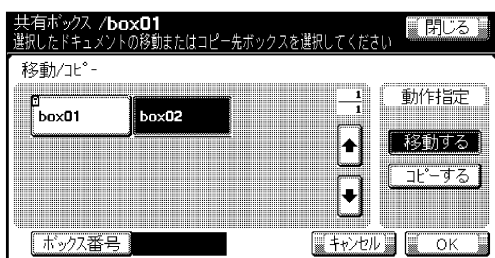 共有ボックス /box01
閉じる
選択したドキュメントの移動またはコピー先ボックスを選択してください
移動/コピー
box01
box02
1
1
動作指定
移動する
コピーする
ボックス番号
キャンセル
OK